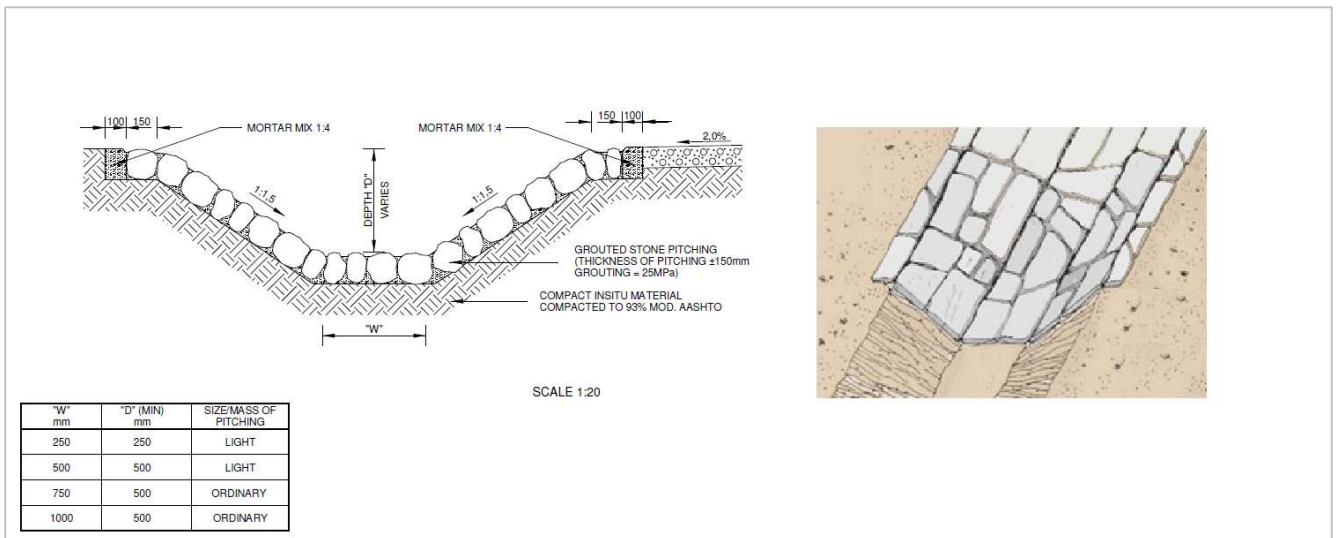 100 150
MORTAR MIX 1:4
MORTAR MIX 1:4
150 100
2,0%
1:1,5
DEPTH "D"
VARIES
1:1,5
GROUTED STONE PITCHING
(THICKNESS OF PITCHING ±150mm
GROUTING = 25MPa)
COMPACT INSITU MATERIAL
COMPACTED TO 93% MOD. AASHTO
"W"
SCALE 1:20
"W" mm "D" (MIN) mm SIZE/MASS OF PITCHING
250 250 LIGHT
500 500 LIGHT
750 500 ORDINARY
1000 500 ORDINARY